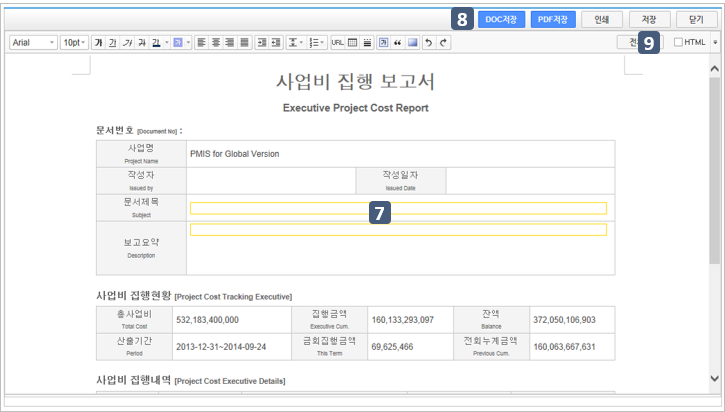 8 DOC저장 PDF저장 인쇄 저장 닫기
Arial 10pt 가 가 가 가 가 가 URL 가 9 HTML
사업비 집행 보고서
Executive Project Cost Report
문서번호 [Document No] :
사업명 PMIS for Global Version
Project Name
작성자 작성일자
Issued by Issued Date
문서제목
Subject
7
보고요약
Description
사업비 집행현황 [Project Cost Tracking Executive]
총사업비 532,183,400,000 집행금액 160,133,293,097 잔액 372,050,106,903
Total Cost Executive Cum. Balance
산출기간 2013-12-31~2014-09-24 금회집행금액 69,625,466 전회누계금액 160,063,667,631
Period This Term Previous Cum.
사업비 집행내역 [Project Cost Executive Details]